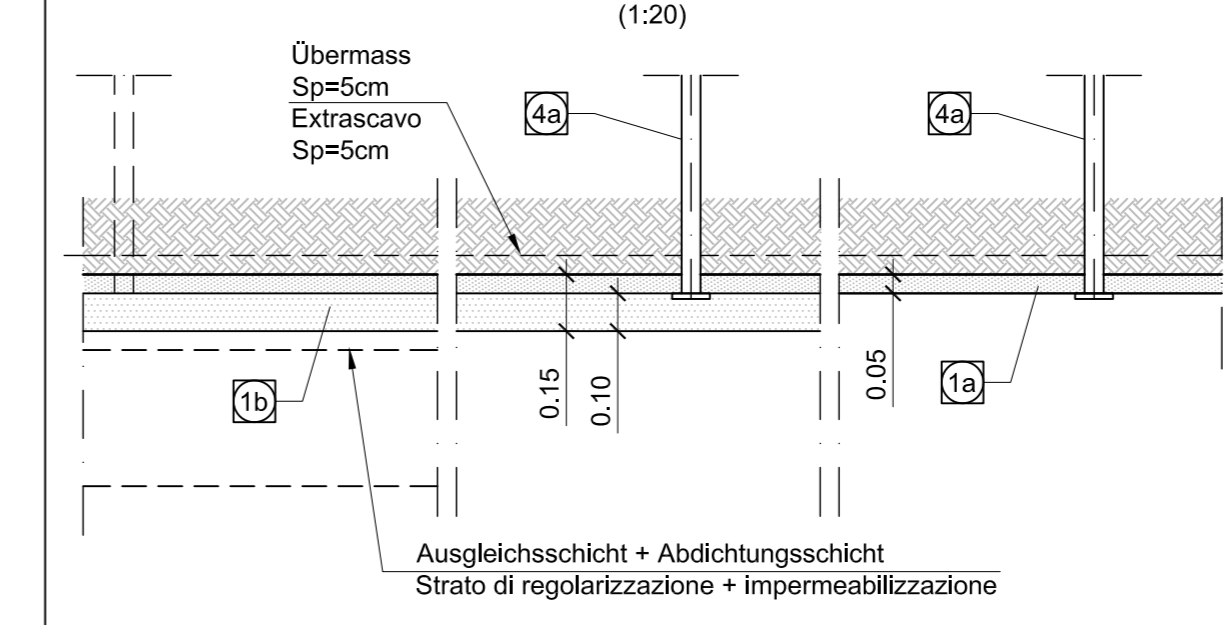 (1:20)
Übermass
Sp=5cm
Extrascavo
Sp=5cm
4a
4a
1b
0.15
0.10
0.05
1a
Ausgleichsschicht + Abdichtungsschicht
Strato di regolarizzazione + impermeabilizzazione